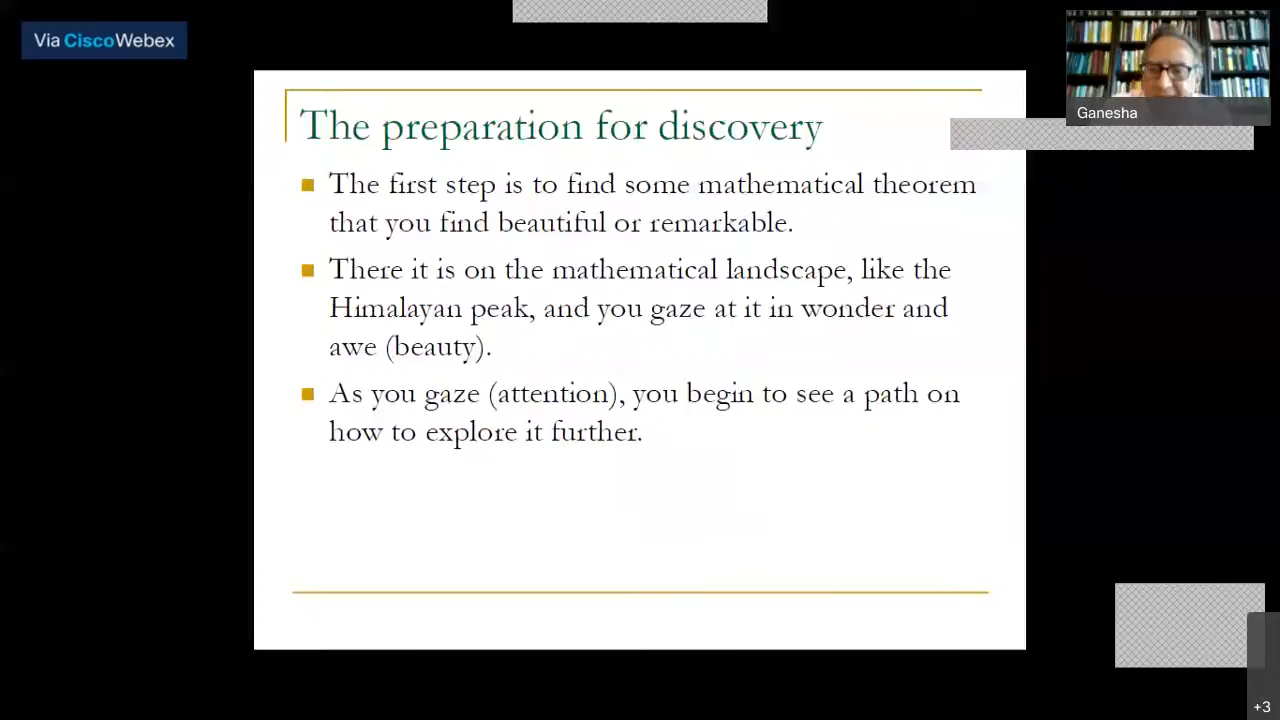 Via Cisco Webex
Ganesha
The preparation for discovery
The first step is to find some mathematical theorem
that you find beautiful or remarkable.
There it is on the mathematical landscape, like the
Himalayan peak, and you gaze at it in wonder and
awe (beauty).
As you gaze (attention), you begin to see a path on
how to explore it further.
+3